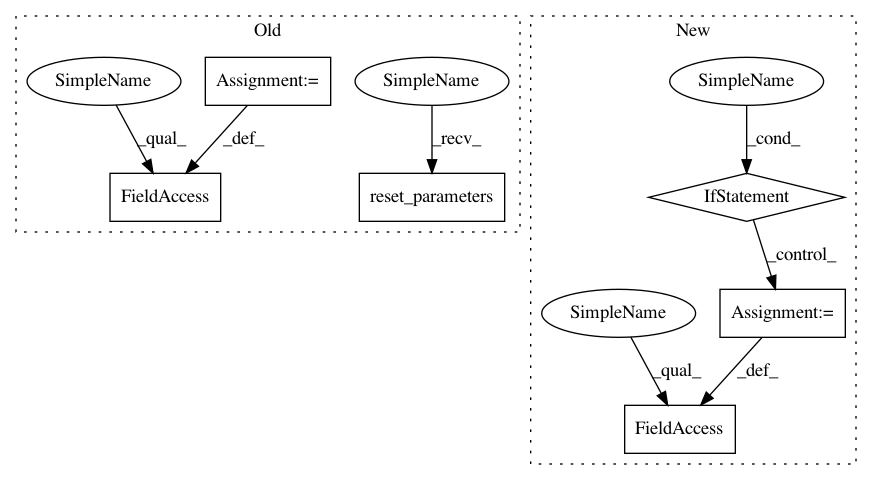 Old
New
SimpleName
Assignment:=
SimpleName
SimpleName
_qual_
_def_
_recv_
_cond_
FieldAccess
reset_parameters
IfStatement
_control_
SimpleName
Assignment:=
_qual_
_def_
FieldAccess